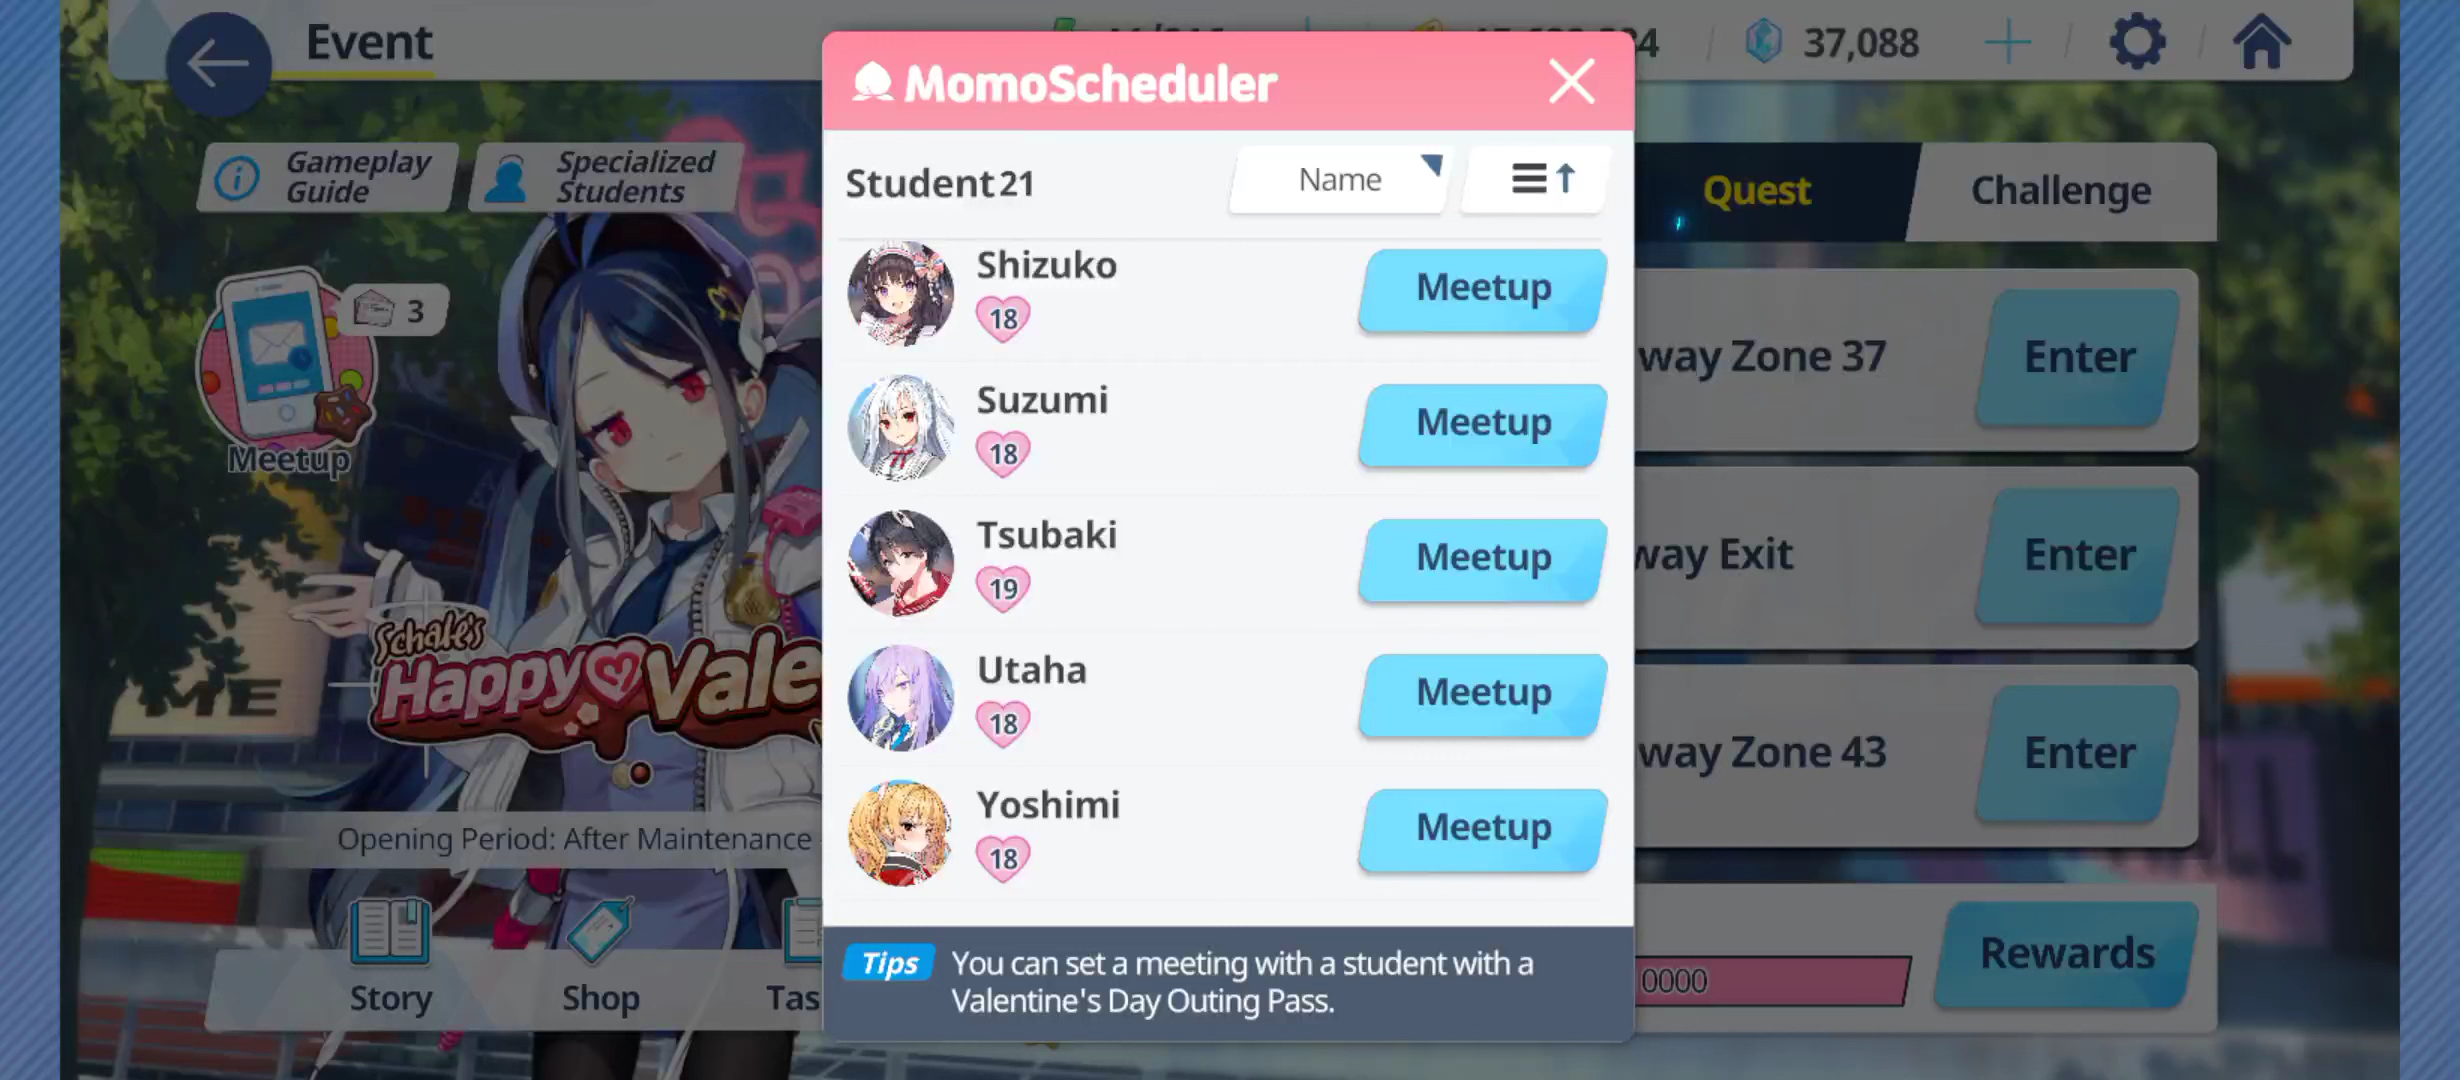 Event
37,088
MomoScheduler
Gameplay
Guide
Specialized
Students
Student 21
Name
Quest
Challenge
3
Meetup
Shizuko
18
Meetup
Suzumi
18
Meetup
Tsubaki
19
Meetup
Utaha
18
Meetup
Yoshimi
18
Meetup
way Zone 37
Enter
way Exit
Enter
way Zone 43
Enter
Schale's
Happy Vale
ME
Opening Period: After Maintenance
Story
Shop
Tas
Tips
You can set a meeting with a student with a
Valentine's Day Outing Pass.
0000
Rewards